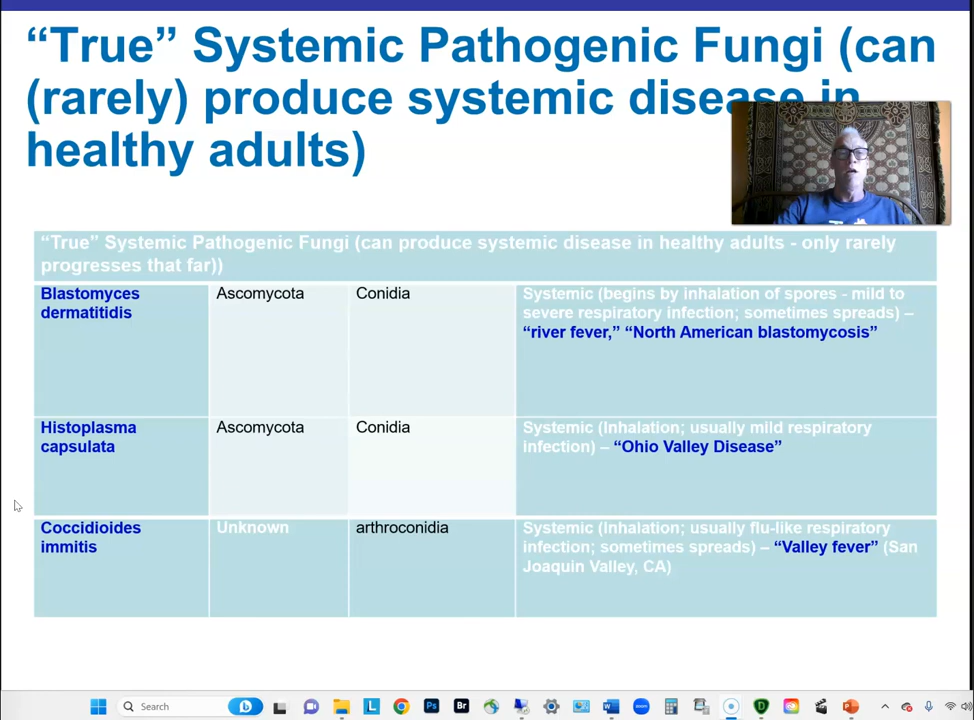 “True” Systemic Pathogenic Fungi (can
(rarely) produce systemic disease in
healthy adults)
“True” Systemic Pathogenic Fungi (can produce systemic disease in healthy adults - only rarely
progresses that far))
Blastomyces
dermatitidis
Ascomycota
Conidia
Systemic (begins by inhalation of spores - mild to
severe respiratory infection; sometimes spreads) –
“river fever,” “North American blastomycosis”
Histoplasma
capsulata
Ascomycota
Conidia
Systemic (Inhalation; usually mild respiratory
infection) – “Ohio Valley Disease”
Coccidioides
immitis
Unknown
arthroconidia
Systemic (Inhalation; usually flu-like respiratory
infection; sometimes spreads) – “Valley fever” (San
Joaquin Valley, CA)
Search
L
Ps
Br